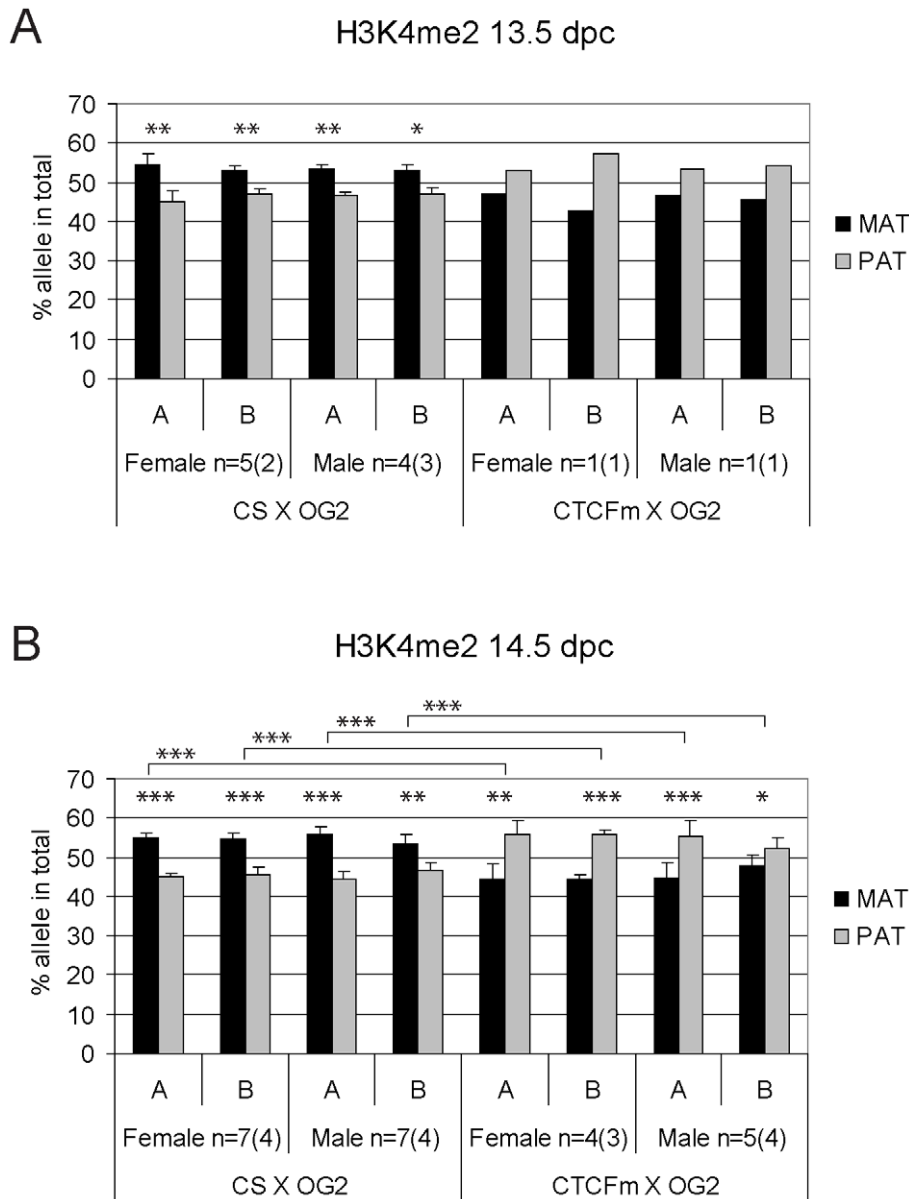 A
H3K4me2 13.5 dpc
70
60
50
40
30
20
10
0
% allele in total
** ** ** *
MAT
PAT
A B A B A B A B
Female n=5(2) Male n=4(3) Female n=1(1) Male n=1(1)
CS X OG2 CTCFm X OG2
B
H3K4me2 14.5 dpc
***
***
***
***
70
60
50
40
30
20
10
0
% allele in total
*** *** *** ** ** *** *** *
MAT
PAT
A B A B A B A B
Female n=7(4) Male n=7(4) Female n=4(3) Male n=5(4)
CS X OG2 CTCFm X OG2